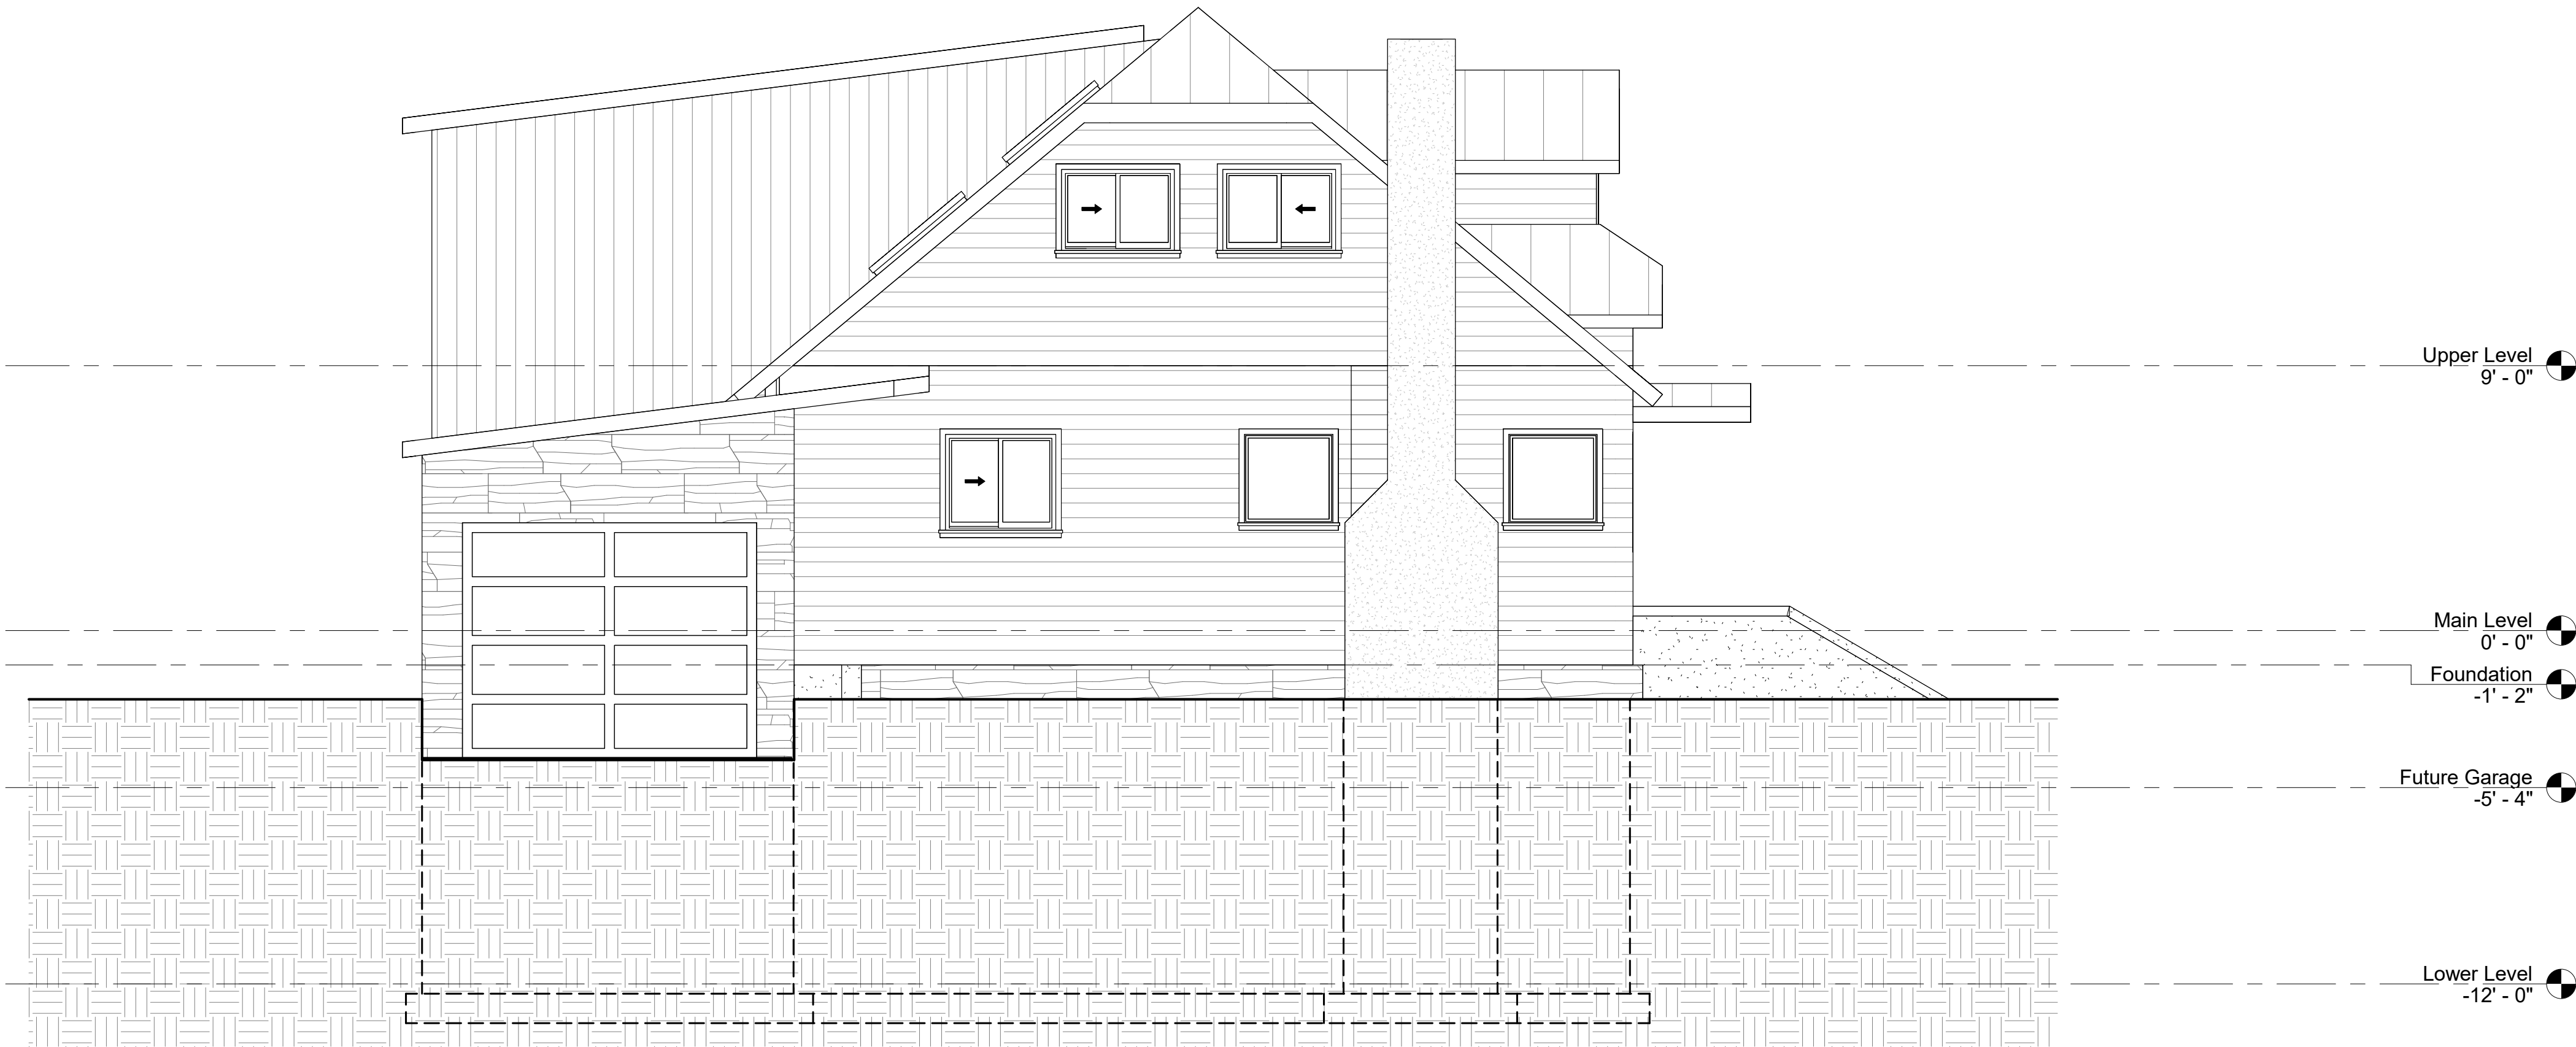 Upper Level
9' - 0"
Main Level
0' - 0"
Foundation
-1' - 2"
Future Garage
-5' - 4"
Lower Level
-12' - 0"